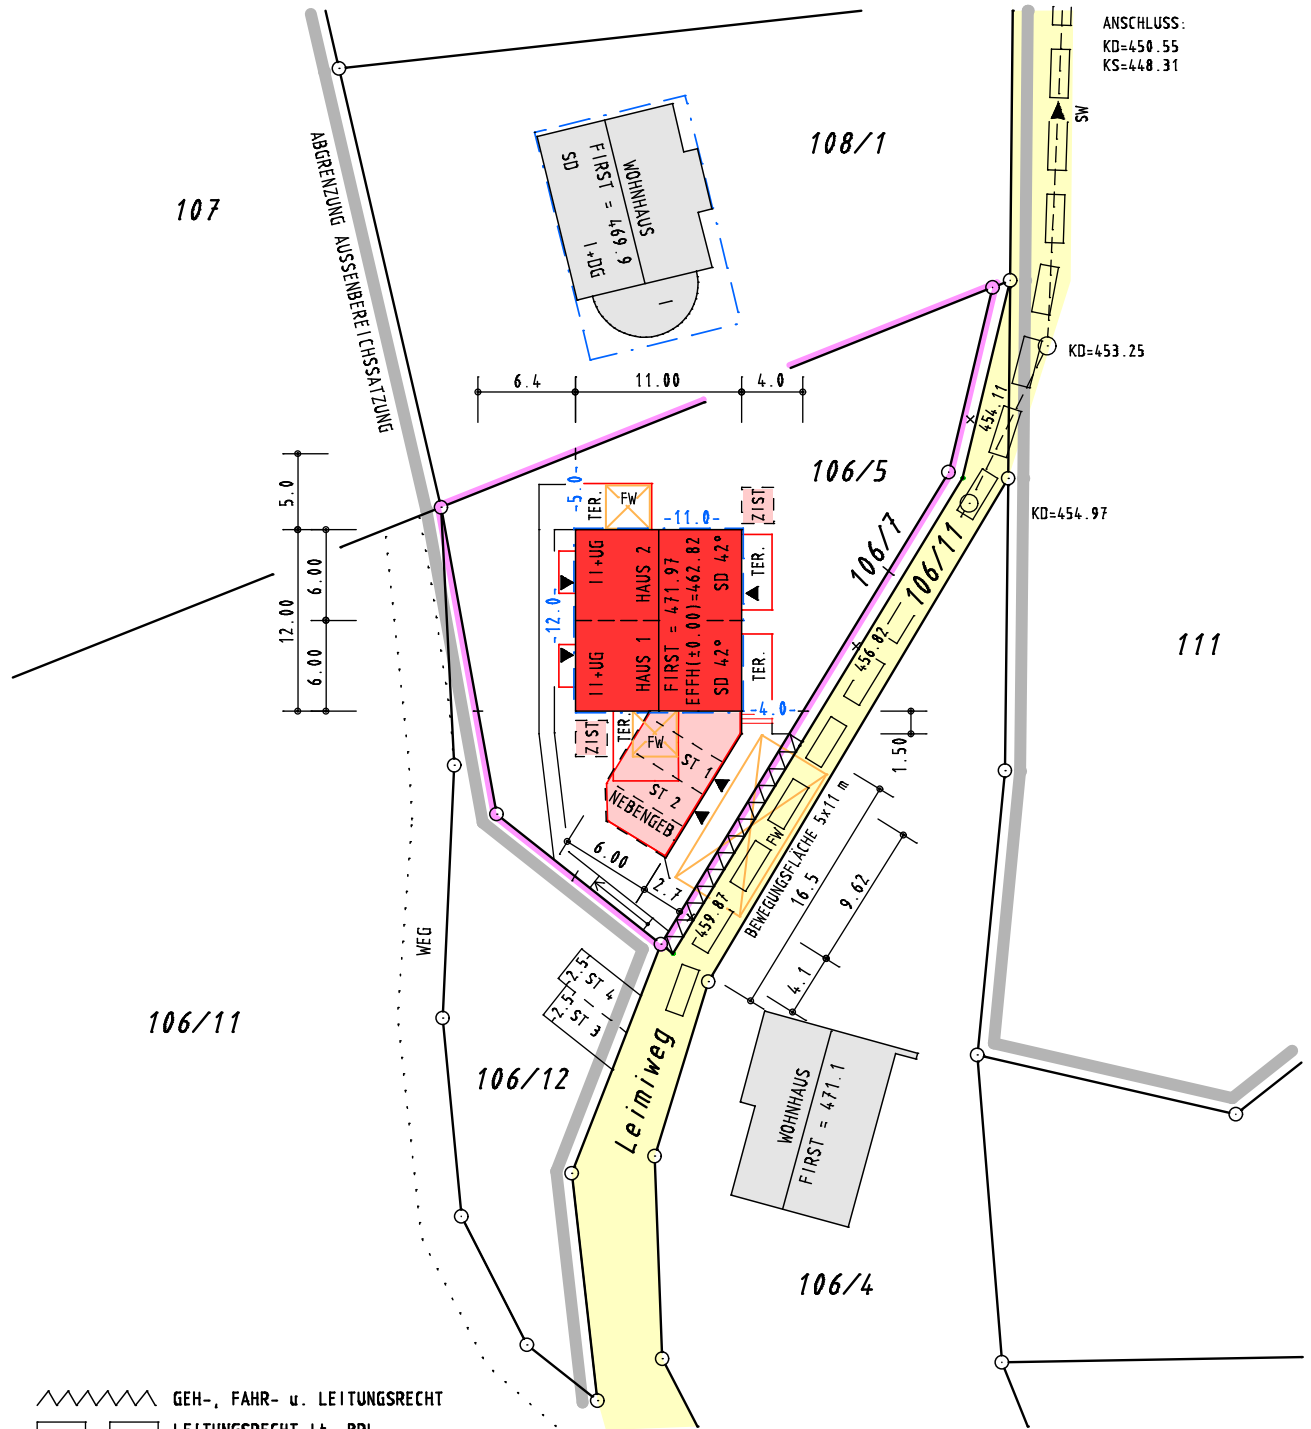 ANSCHLUSS:
KD=450.55
KS=448.31
SW
108/1
107
ABGRENZUNG AUSSENBEREICHSSATZUNG
WOHNHAUS
FIRST = 469.9
SD
I+DG
I
KD=453.25
6.4
11.00
4.0
454.11
106/5
5.0
-5.0-
TER.
FW
-11.0-
ZIST
KD=454.97
106/7
106/11
12.00
6.00
6.00
-12.0-
II+UG
HAUS 2
SD 42°
TER.
FIRST = 471.97
EFFH(±0.00)=462.82
II+UG
HAUS 1
SD 42°
TER.
456.82
111
-4.0-
ZIST
TER.
FW
ST 1
ST 2
NEBENGEB
1.50
6.00
2.7
FW
BEWEGUNGSFLÄCHE 5x11 m
16.5
9.62
4.1
459.87
WEG
-2.5-
ST 4
-2.5-
ST 3
106/11
106/12
Leimiweg
WOHNHAUS
FIRST = 471.1
106/4
GEH-, FAHR- u. LEITUNGSRECHT